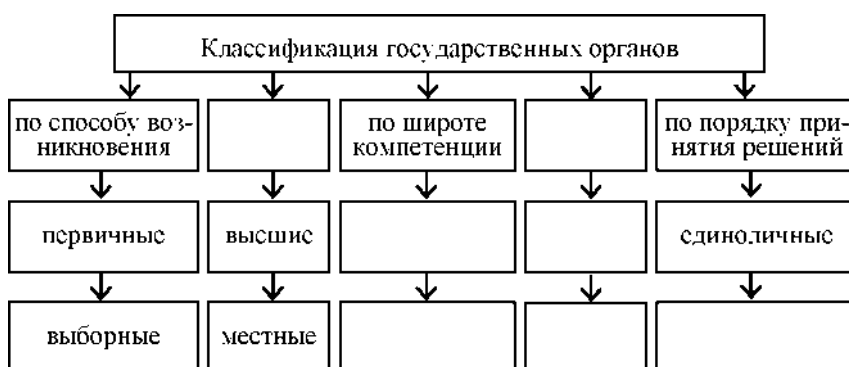 Классификация государственных органов
по способу воз-
никновения
по широте
компетенции
по порядку при-
нятия решений
первичные
высшие
единоличные
выборные
местные